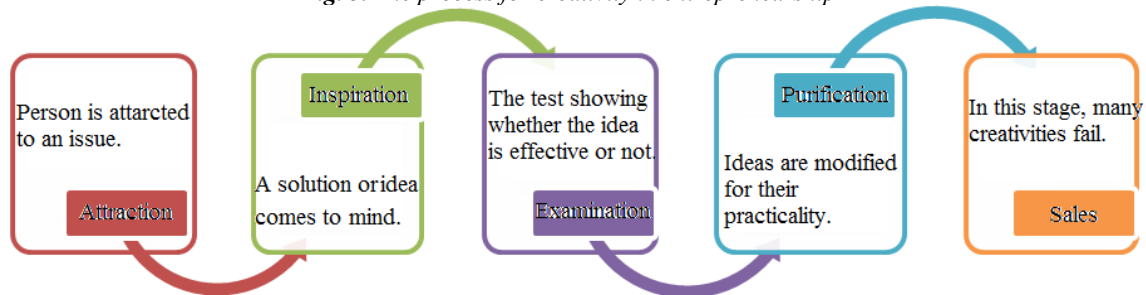 Person is attarcted
to an issue.
Attraction
Inspiration
A solution oridea
comes to mind.
The test showing
whether the idea
is effective or not.
Examination
Purification
Ideas are modified
for their
practicality.
In this stage, many
creativities fail.
Sales